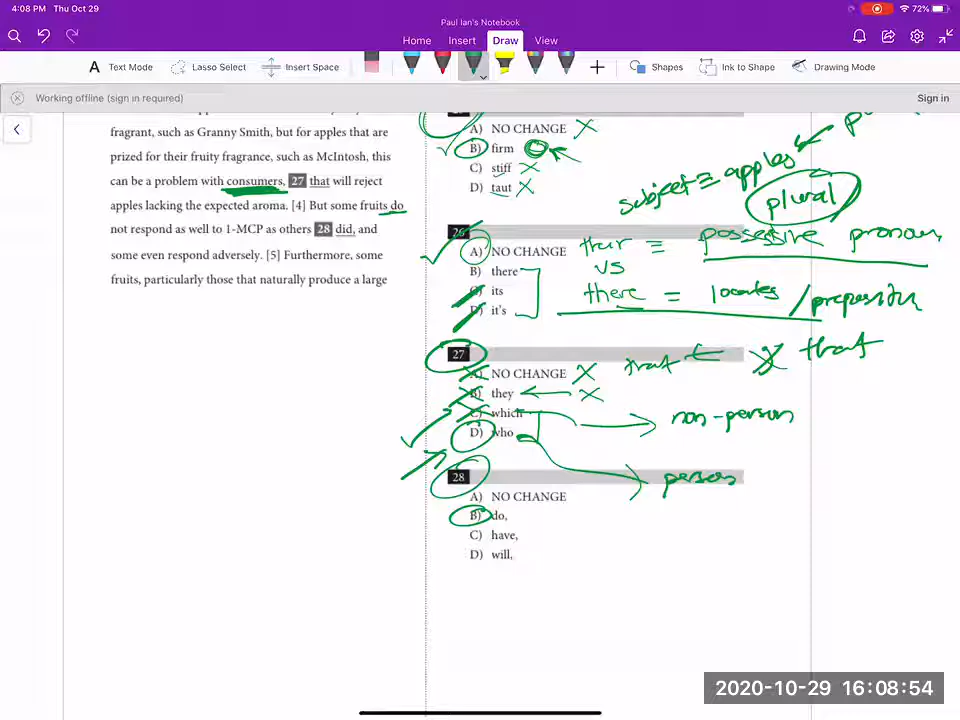 4:08 PM Thu Oct 29
72%
Paul Ian's Notebook
Home Insert Draw View
Text Mode Lasso Select Insert Space Shapes Ink to Shape Drawing Mode
Working offline (sign in required) Sign in
fragrant, such as Granny Smith, but for apples that are
prized for their fruity fragrance, such as McIntosh, this
can be a problem with consumers, 27 that will reject
apples lacking the expected aroma. [4] But some fruits do
not respond as well to 1-MCP as others 28 did, and
some even respond adversely. [5] Furthermore, some
fruits, particularly those that naturally produce a large
A) NO CHANGE
B) firm
C) stiff
D) taut
subject = apples
plural
26
A) NO CHANGE
B) there
C) its
D) it's
their = possessive pronoun
vs
there = locates / preposition
27
A) NO CHANGE
B) they
C) which
D) who
that
that
non-person
person
28
A) NO CHANGE
B) do,
C) have,
D) will,
2020-10-29 16:08:54